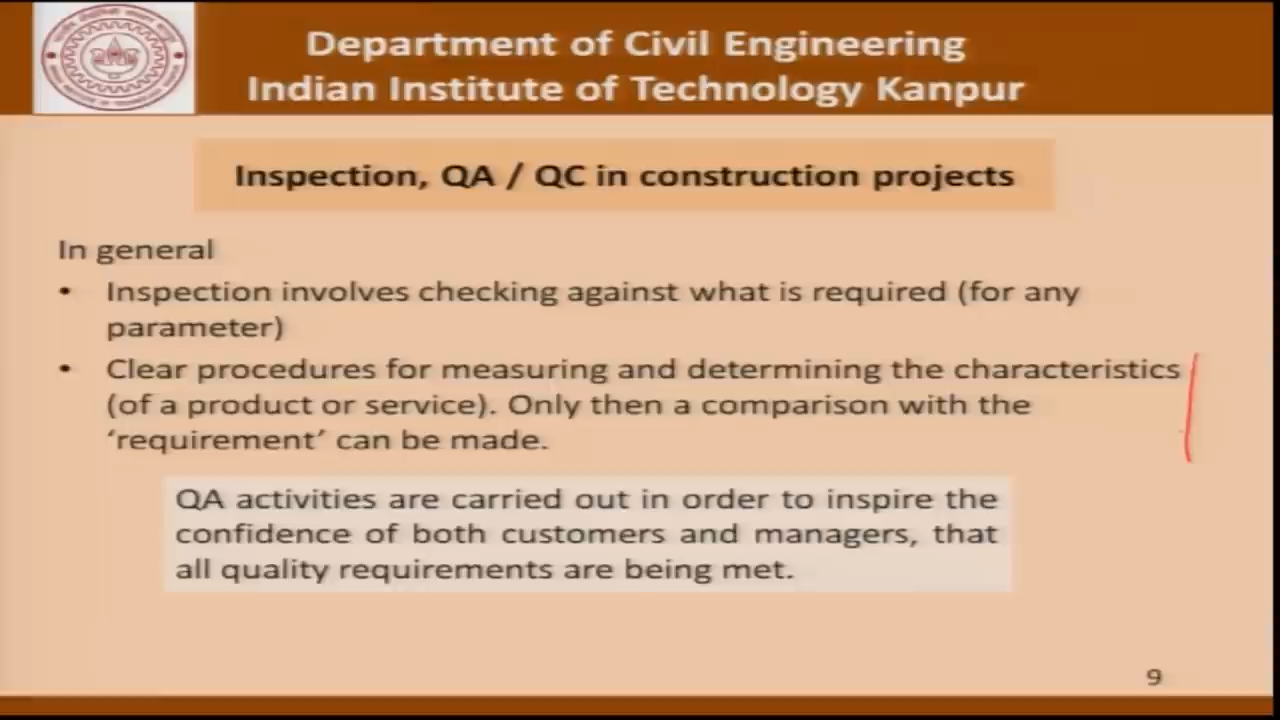 Department of Civil Engineering
Indian Institute of Technology Kanpur
Inspection, QA / QC in construction projects
In general
• Inspection involves checking against what is required (for any
parameter)
• Clear procedures for measuring and determining the characteristics
(of a product or service). Only then a comparison with the
‘requirement’ can be made.
QA activities are carried out in order to inspire the
confidence of both customers and managers, that
all quality requirements are being met.
9